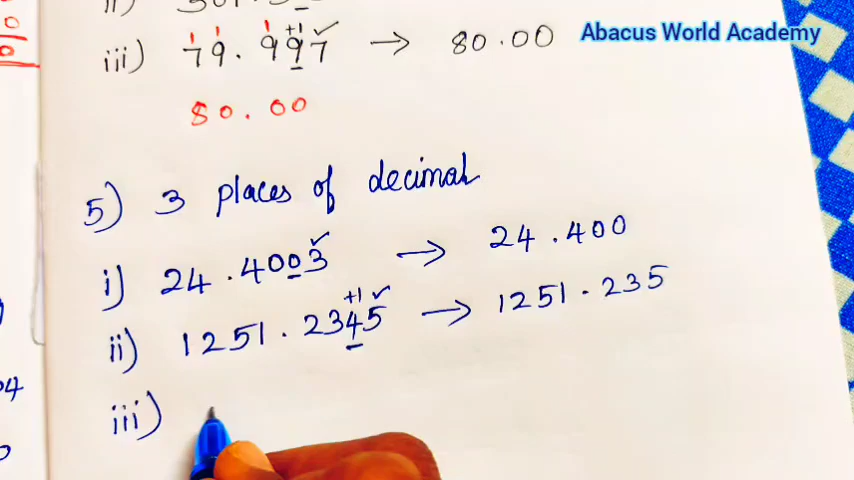 Abacus World Academy
iii) 79.997 → 80.00
80.00
5) 3 places of decimal
i) 24.4003 → 24.400
+1
ii) 1251.2345 → 1251.235
iii)